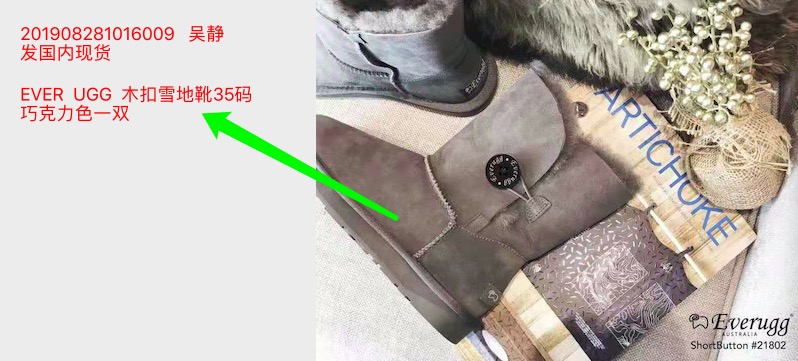 201908281016009 吴静
发国内现货
EVER UGG 木扣雪地靴35码
巧克力色一双
ARTICHOKE
Everugg
Everugg
Everugg
AUSTRALIA
ShortButton #21802